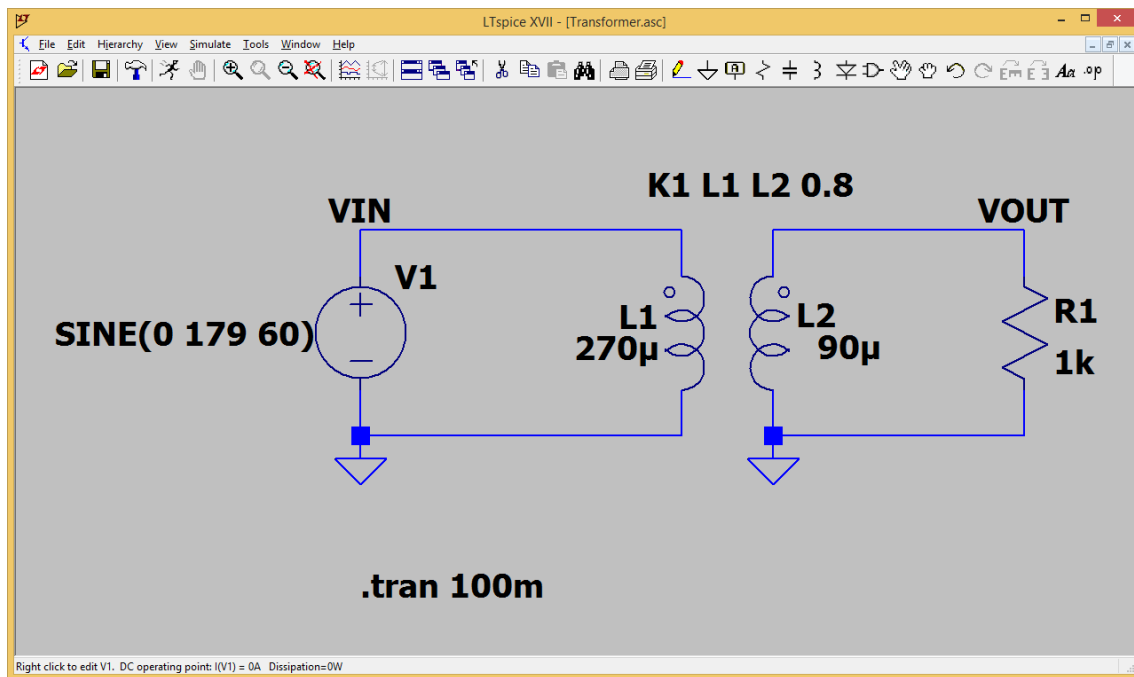 LTspice XVII - [Transformer.asc]
File Edit Hierarchy View Simulate Tools Window Help
Aa .op
K1 L1 L2 0.8
VIN
VOUT
V1
SINE(0 179 60)
L1
270µ
L2
90µ
R1
1k
.tran 100m
Right click to edit V1. DC operating point: I(V1) = 0A Dissipation=0W